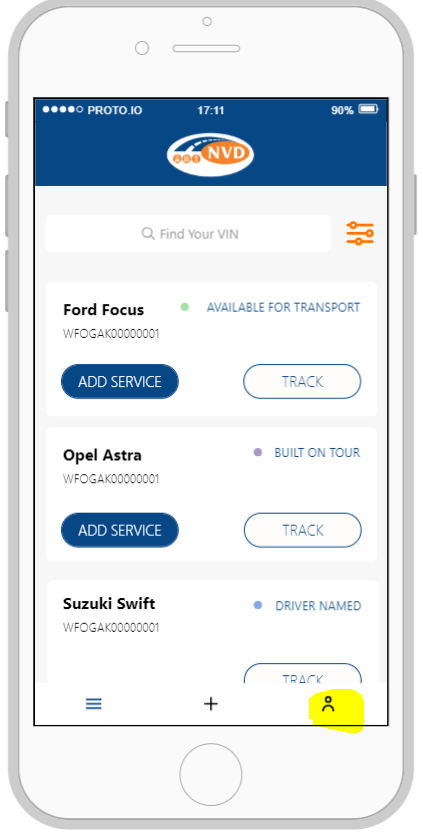 PROTO.IO 17:11 90%
NVD
Find Your VIN
Ford Focus AVAILABLE FOR TRANSPORT
WFOGAK00000001
ADD SERVICE TRACK
Opel Astra BUILT ON TOUR
WFOGAK00000001
ADD SERVICE TRACK
Suzuki Swift DRIVER NAMED
WFOGAK00000001
TRACK